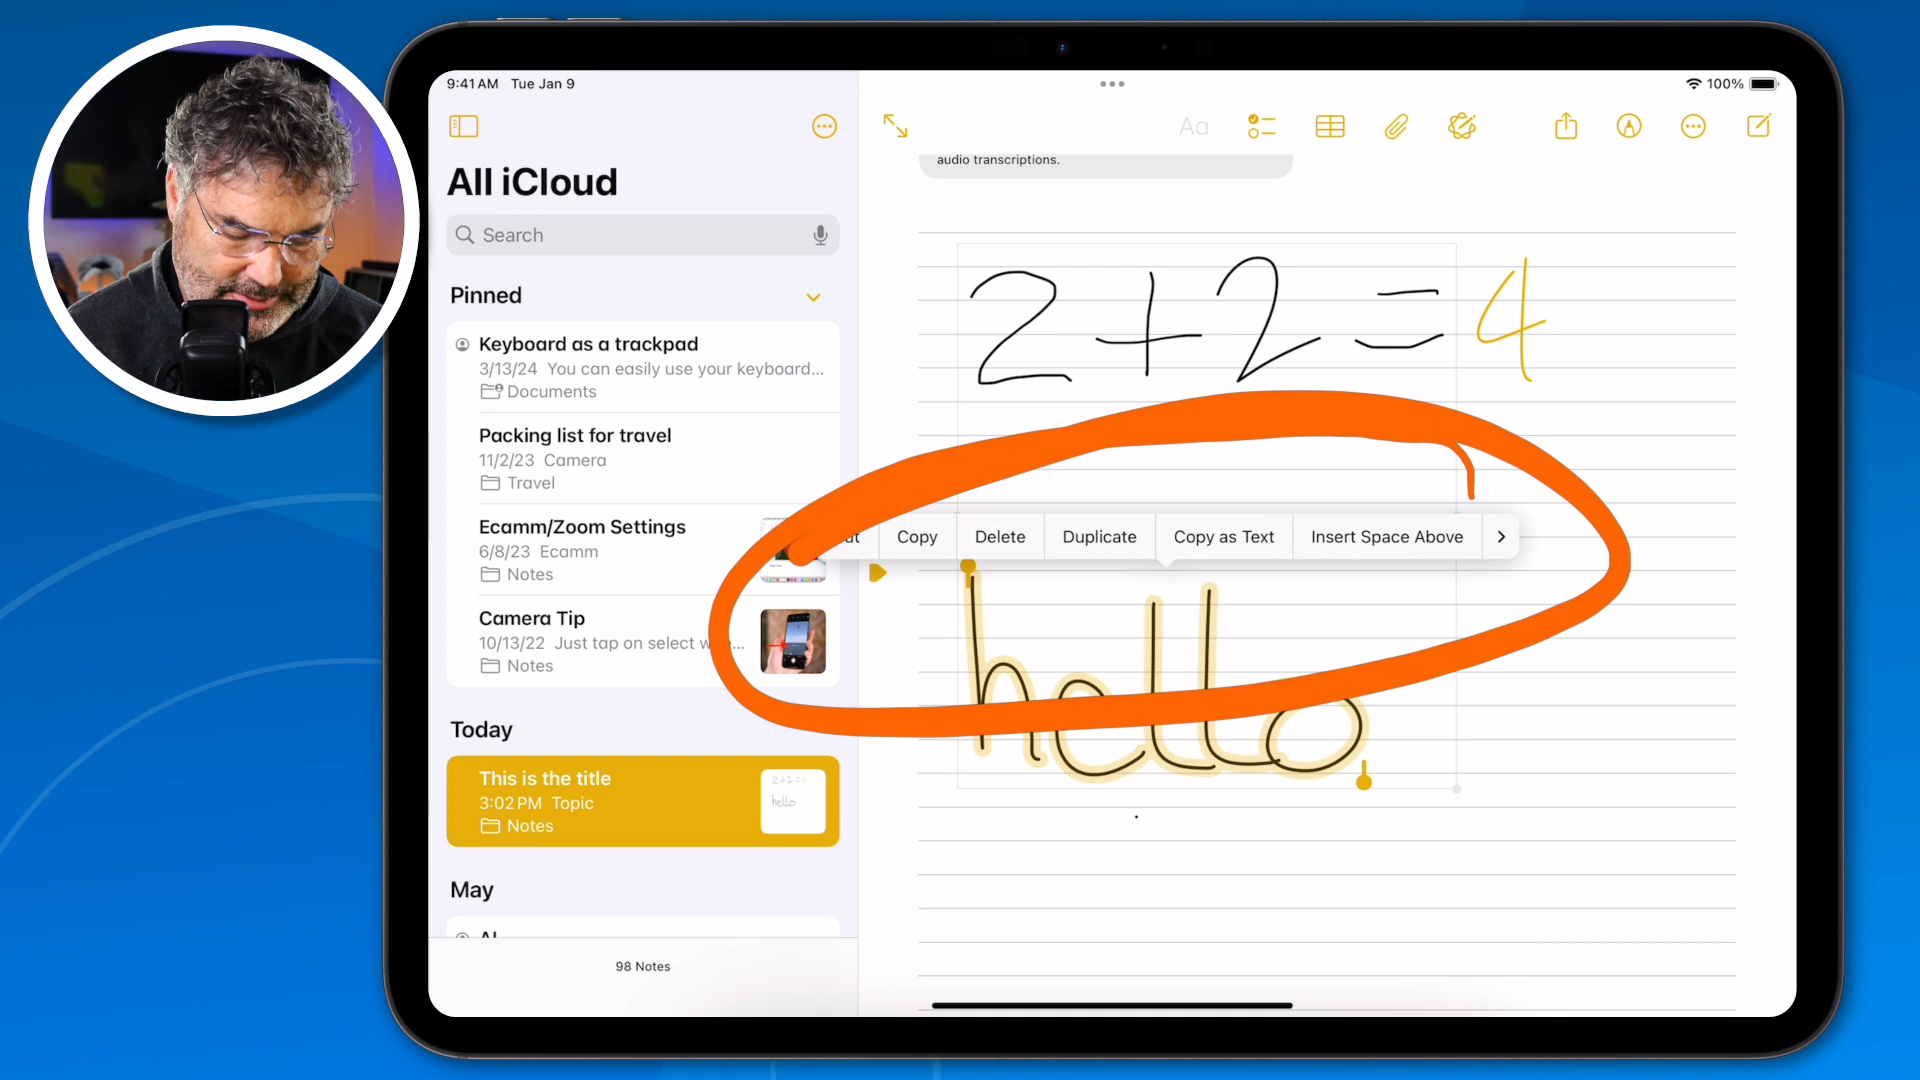 9:41 AM Tue Jan 9
100%
All iCloud
Search
Pinned
Keyboard as a trackpad
3/13/24 You can easily use your keyboard...
Documents
Packing list for travel
11/2/23 Camera
Travel
Ecamm/Zoom Settings
6/8/23 Ecamm
Notes
Camera Tip
10/13/22 Just tap on select w...
Notes
Today
This is the title
3:02 PM Topic
Notes
2+2=
hello
May
98 Notes
Aa
audio transcriptions.
2+2=4
Copy Delete Duplicate Copy as Text Insert Space Above
hello